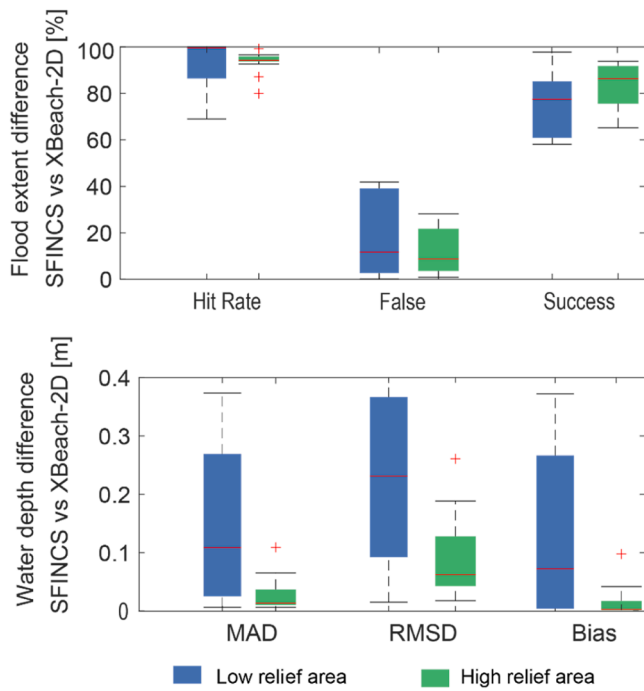 Flood extent difference
SFINCS vs XBeach-2D [%]
100
80
60
40
20
0
Hit Rate
False
Success
Water depth difference
SFINCS vs XBeach-2D [m]
0.4
0.3
0.2
0.1
0
MAD
RMSD
Bias
Low relief area
High relief area